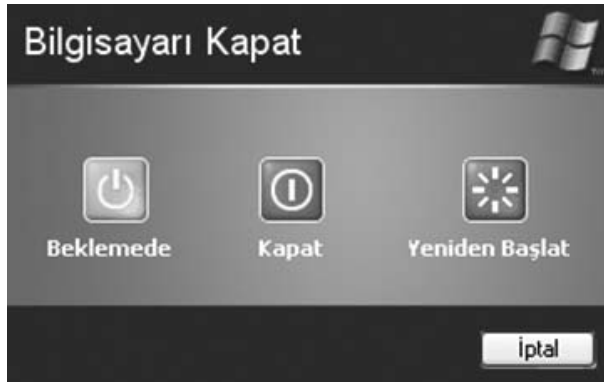 Bilgisayarı Kapat
Beklemede
Kapat
Yeniden Başlat
İptal